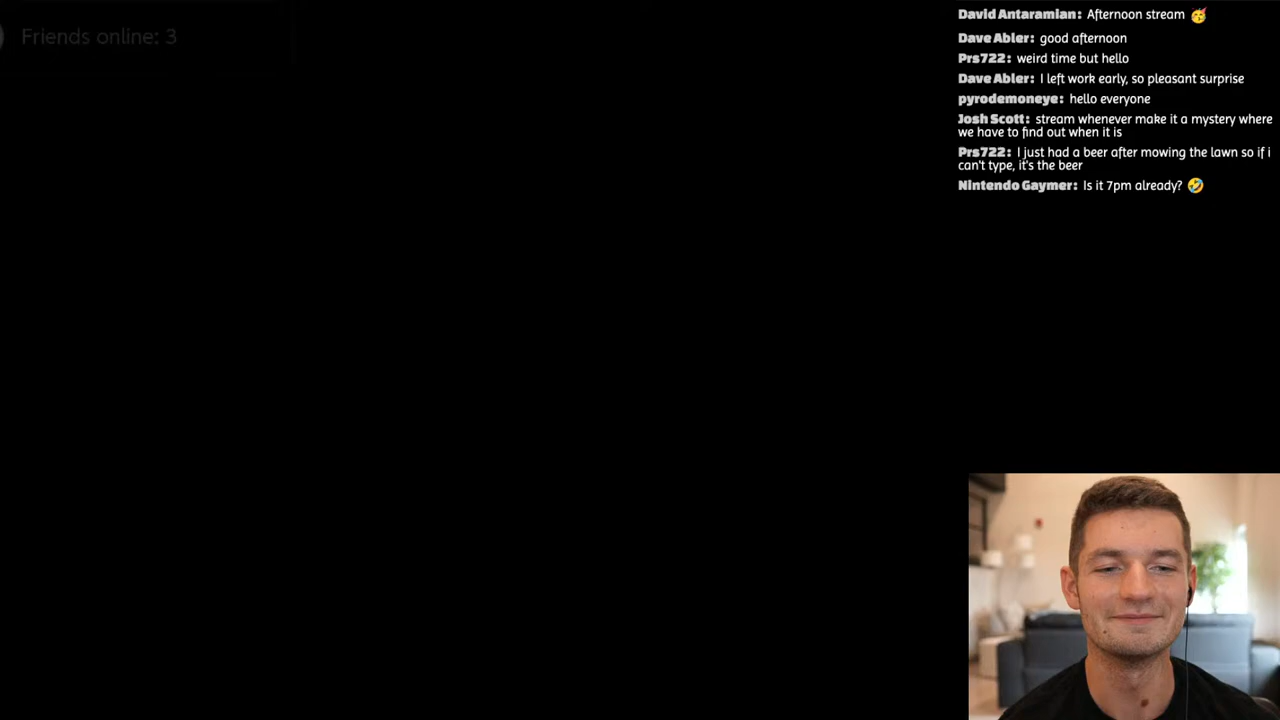 Friends online: 3
David Antaramian: Afternoon stream 🥳
Dave Abler: good afternoon
Prs722: weird time but hello
Dave Abler: I left work early, so pleasant surprise
pyrodemoneye: hello everyone
Josh Scott: stream whenever make it a mystery where
we have to find out when it is
Prs722: I just had a beer after mowing the lawn so if i
can't type, it's the beer
Nintendo Gaymer: Is it 7pm already? 🤣